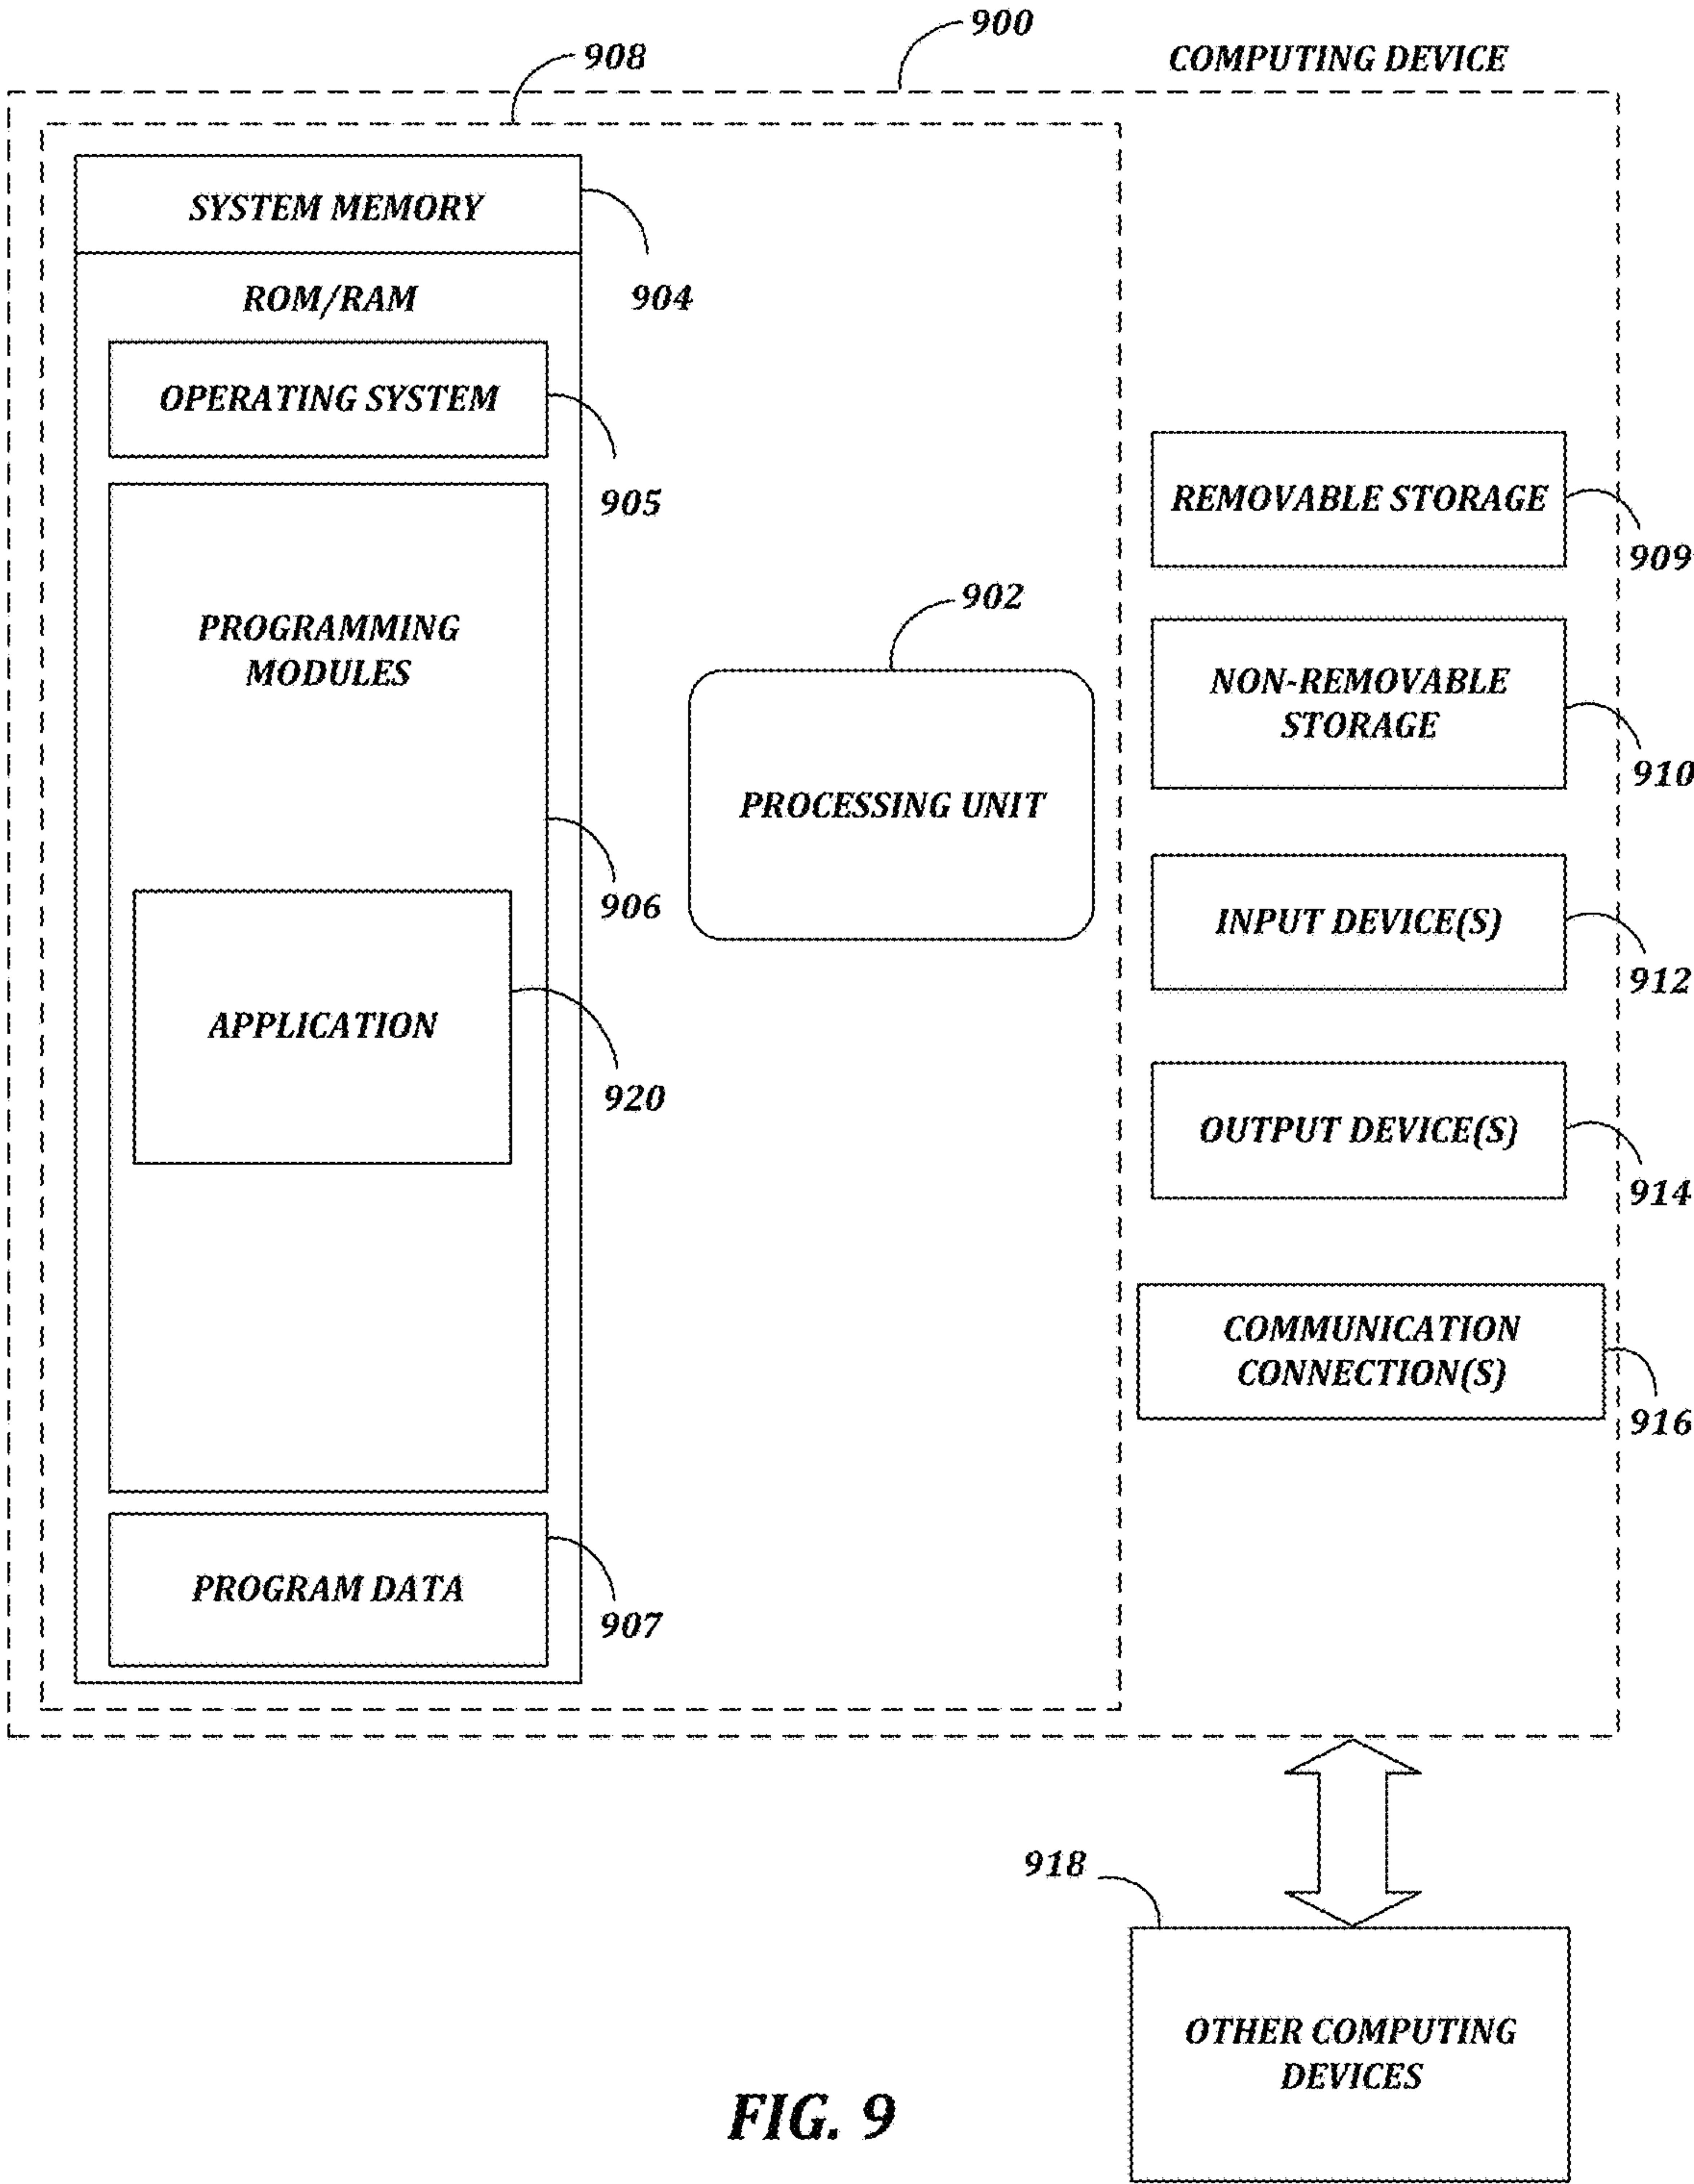 900
COMPUTING DEVICE
908
SYSTEM MEMORY
904
ROM/RAM
OPERATING SYSTEM
905
PROGRAMMING
MODULES
906
APPLICATION
920
PROGRAM DATA
907
902
PROCESSING UNIT
REMOVABLE STORAGE
909
NON-REMOVABLE
STORAGE
910
INPUT DEVICE(S)
912
OUTPUT DEVICE(S)
914
COMMUNICATION
CONNECTION(S)
916
918
OTHER COMPUTING
DEVICES
FIG. 9